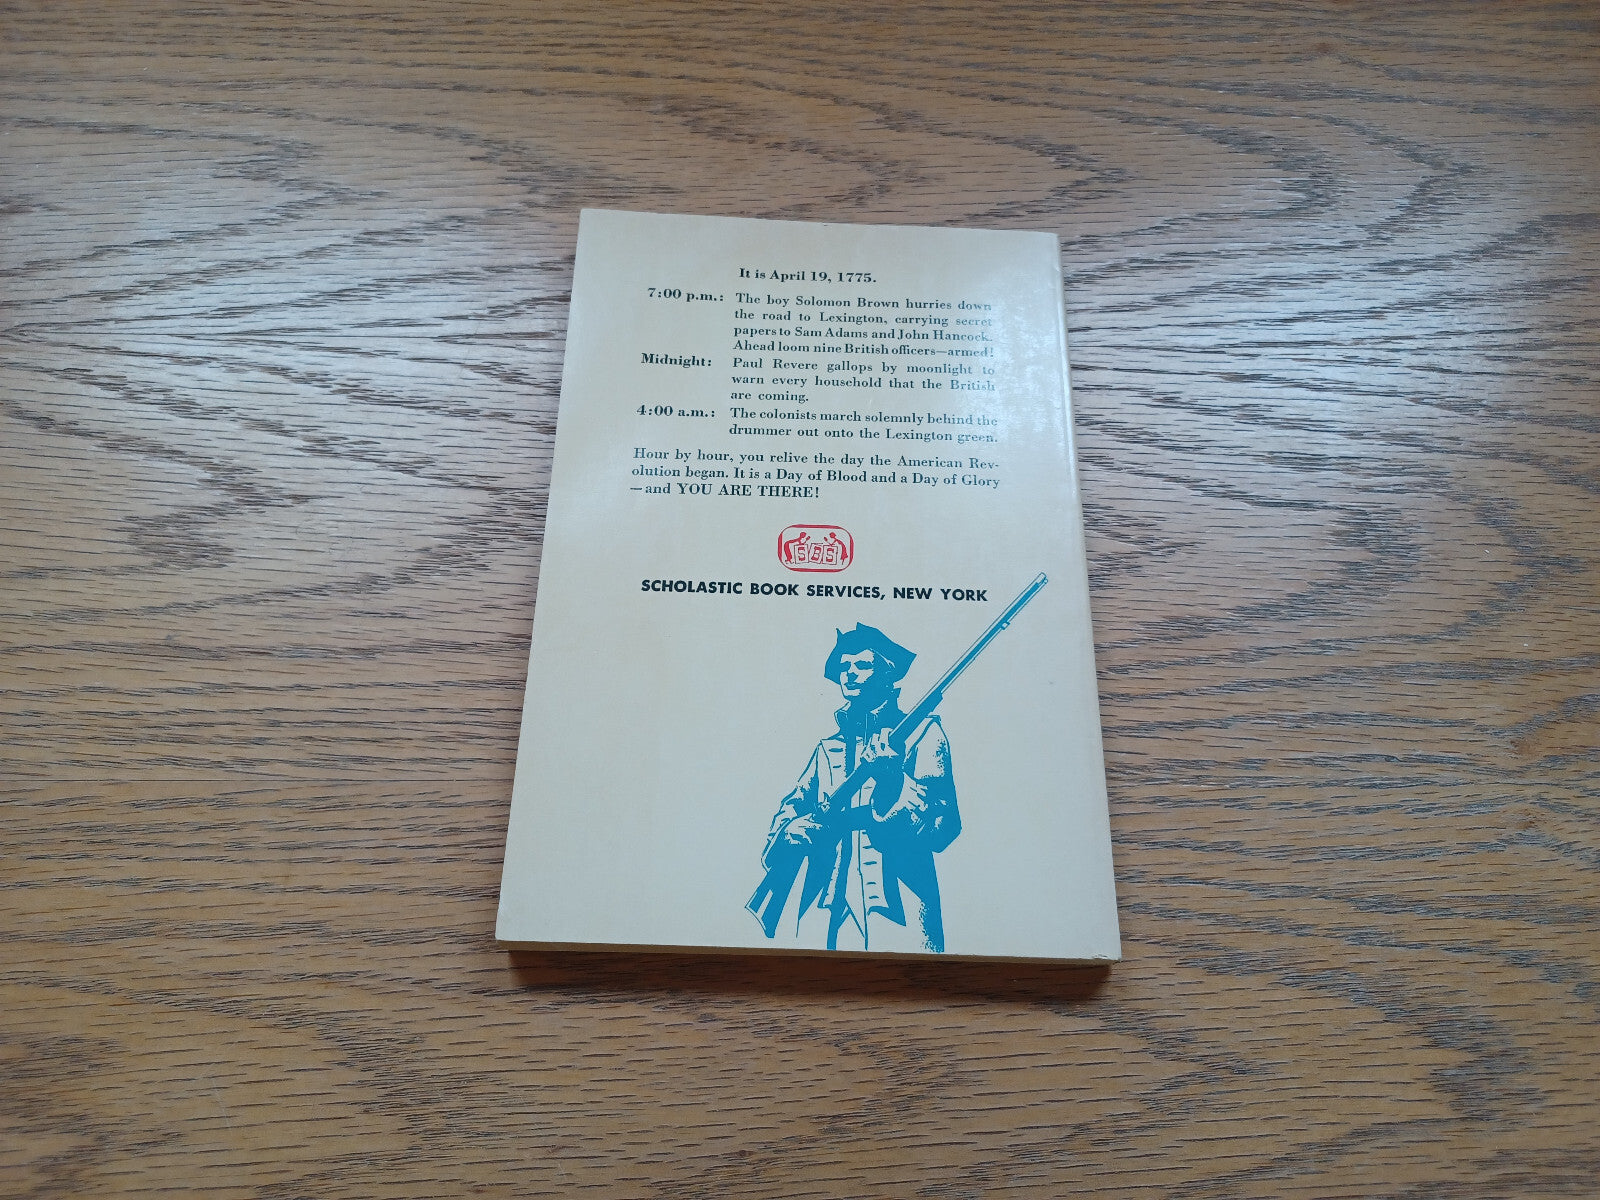 It is April 19, 1775.
7:00 p.m.: The boy Solomon Brown hurries down
the road to Lexington, carrying secret
papers to Sam Adams and John Hancock.
Ahead loom nine British officers—armed!
Midnight: Paul Revere gallops by moonlight to
warn every household that the British
are coming.
4:00 a.m.: The colonists march solemnly behind the
drummer out onto the Lexington green.
Hour by hour, you relive the day the American Rev-
olution began. It is a Day of Blood and a Day of Glory
—and YOU ARE THERE!
SBS
SCHOLASTIC BOOK SERVICES, NEW YORK